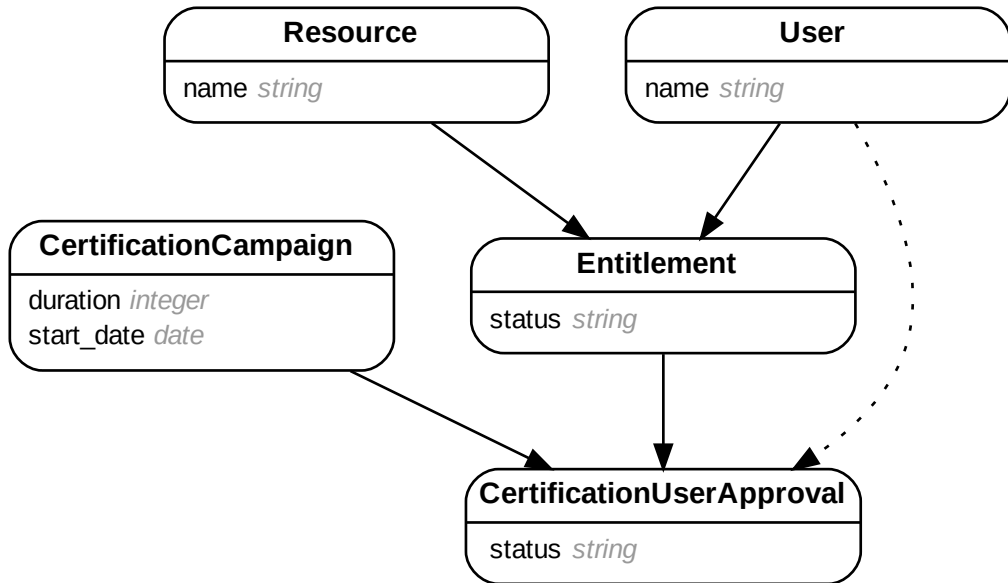 Resource
name string
User
name string
CertificationCampaign
duration integer
start_date date
Entitlement
status string
CertificationUserApproval
status string